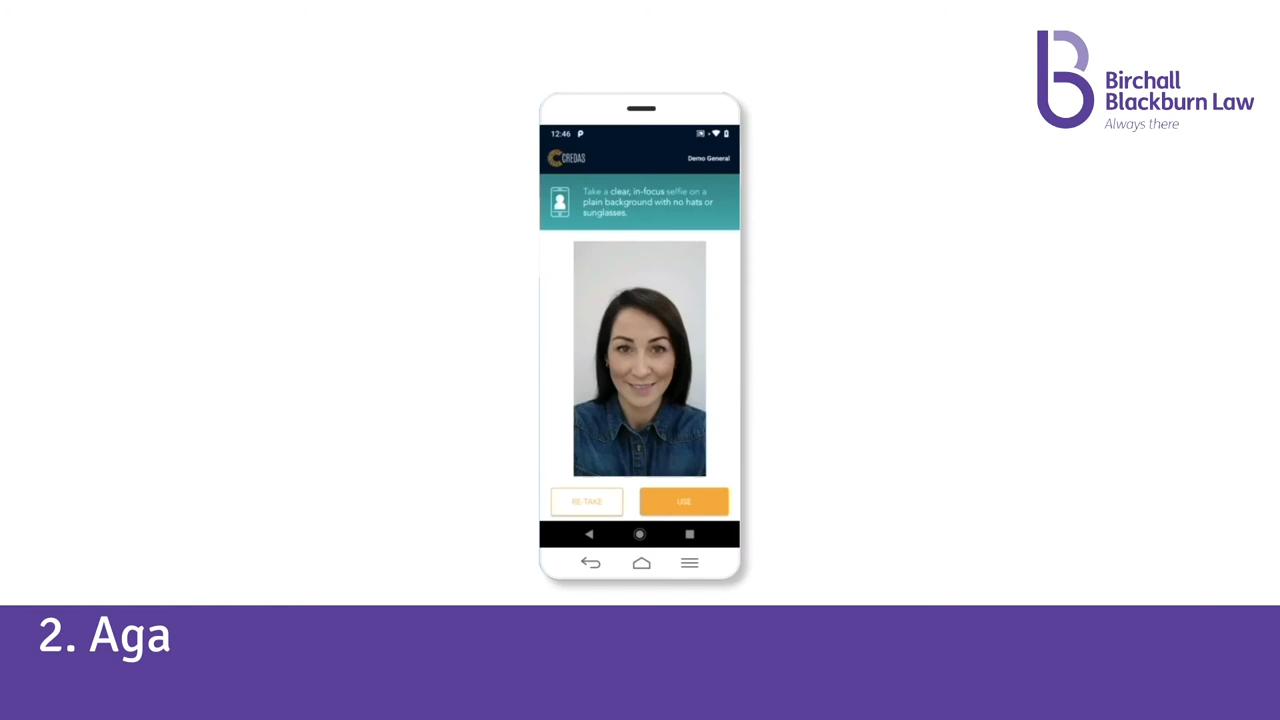 Birchall
Blackburn Law
Always there
12:46
CREDAS
Demo General
Take a clear, in-focus selfie on a
plain background with no hats or
sunglasses.
RE-TAKE
USE
2. Aga